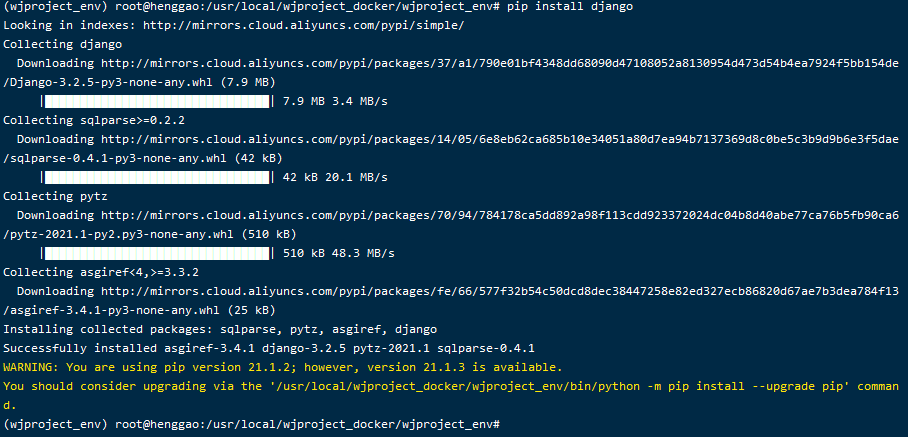 (wjproject_env) root@henggao:/usr/local/wjproject_docker/wjproject_env# pip install django
Looking in indexes: http://mirrors.cloud.aliyuncs.com/pypi/simple/
Collecting django
  Downloading http://mirrors.cloud.aliyuncs.com/pypi/packages/37/a1/790e01bf4348dd68090d47108052a8130954d473d54b4ea7924f5bb154de
/Django-3.2.5-py3-none-any.whl (7.9 MB)
     |████████████████████████████████| 7.9 MB 3.4 MB/s
Collecting sqlparse>=0.2.2
  Downloading http://mirrors.cloud.aliyuncs.com/pypi/packages/14/05/6e8eb62ca685b10e34051a80d7ea94b7137369d8c0be5c3b9d9b6e3f5dae
/sqlparse-0.4.1-py3-none-any.whl (42 kB)
     |████████████████████████████████| 42 kB 20.1 MB/s
Collecting pytz
  Downloading http://mirrors.cloud.aliyuncs.com/pypi/packages/70/94/784178ca5dd892a98f113cdd923372024dc04b8d40abe77ca76b5fb90ca6
/pytz-2021.1-py2.py3-none-any.whl (510 kB)
     |████████████████████████████████| 510 kB 48.3 MB/s
Collecting asgiref<4,>=3.3.2
  Downloading http://mirrors.cloud.aliyuncs.com/pypi/packages/fe/66/577f32b54c50dcd8dec38447258e82ed327ecb86820d67ae7b3dea784f13
/asgiref-3.4.1-py3-none-any.whl (25 kB)
Installing collected packages: sqlparse, pytz, asgiref, django
Successfully installed asgiref-3.4.1 django-3.2.5 pytz-2021.1 sqlparse-0.4.1
WARNING: You are using pip version 21.1.2; however, version 21.1.3 is available.
You should consider upgrading via the '/usr/local/wjproject_docker/wjproject_env/bin/python -m pip install --upgrade pip' comman
d.
(wjproject_env) root@henggao:/usr/local/wjproject_docker/wjproject_env#